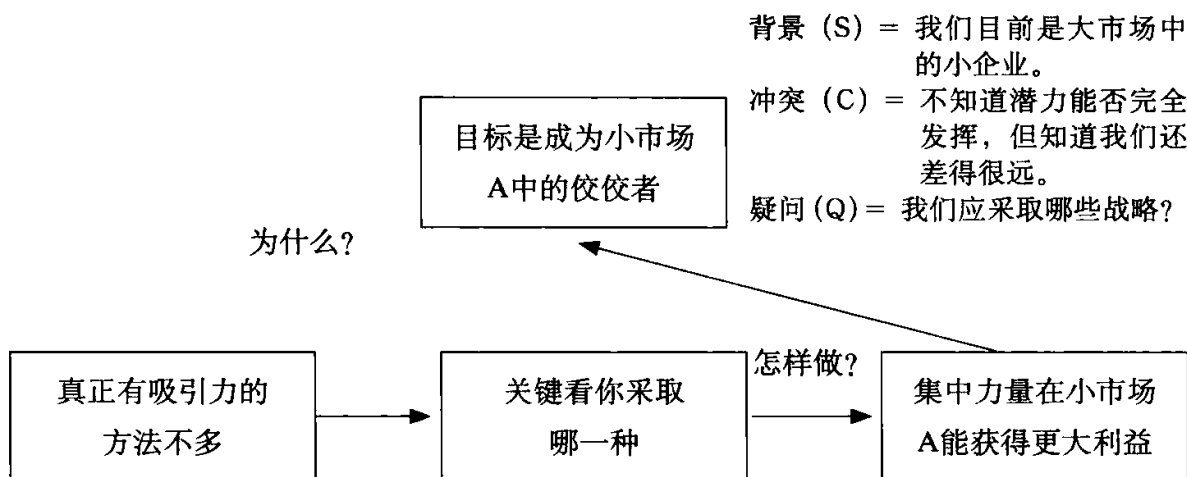 背景（S）= 我们目前是大市场中
的小企业。
冲突（C）= 不知道潜力能否完全
发挥，但知道我们还
差得很远。
疑问（Q）= 我们应采取哪些战略？
目标是成为小市场
A中的佼佼者
为什么？
怎样做？
真正有吸引力的
方法不多
关键看你采取
哪一种
集中力量在小市场
A能获得更大利益